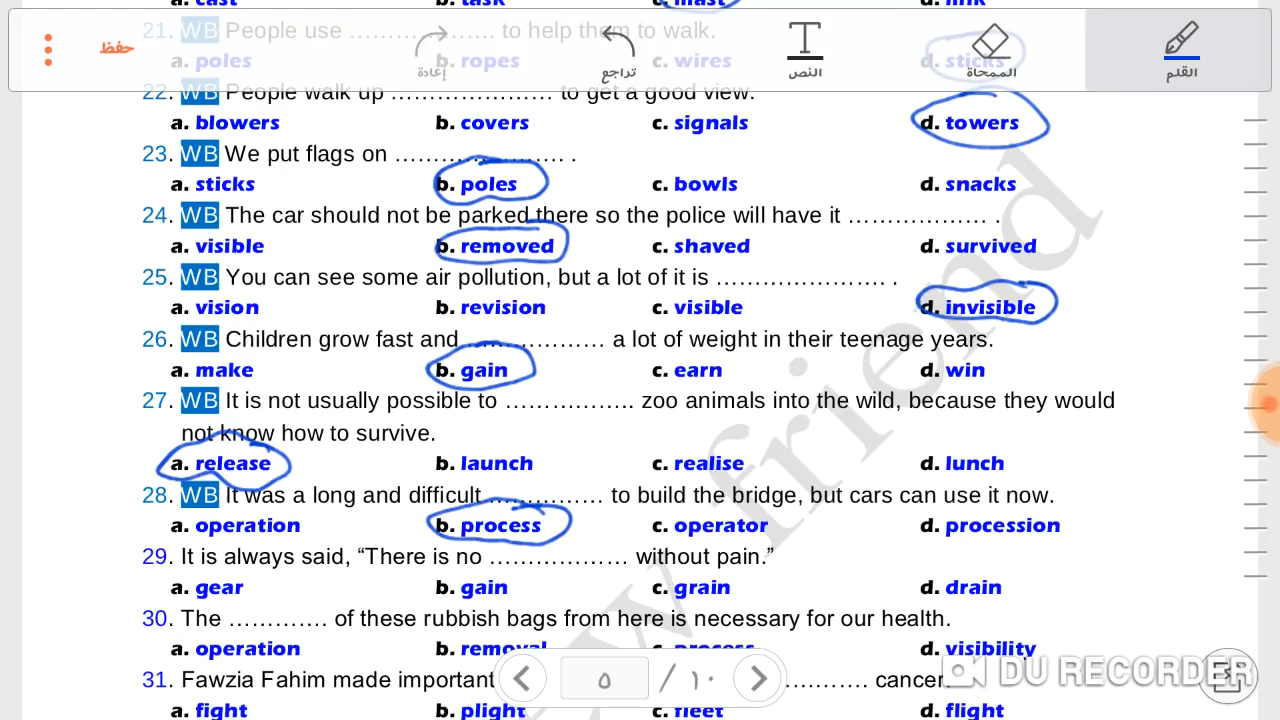 a. cast b. task c. mast d. milk
21. WB People use ……………… to help them to walk.
حفظ
إعادة
تراجع
النص
الممحاة
القلم
a. poles b. ropes c. wires d. sticks
22. WB People walk up ………………… to get a good view.
a. blowers b. covers c. signals d. towers
23. WB We put flags on …………………. .
a. sticks b. poles c. bowls d. snacks
24. WB The car should not be parked there so the police will have it ……………… .
a. visible b. removed c. shaved d. survived
25. WB You can see some air pollution, but a lot of it is …………………. .
a. vision b. revision c. visible d. invisible
26. WB Children grow fast and ……………… a lot of weight in their teenage years.
a. make b. gain c. earn d. win
27. WB It is not usually possible to …………….. zoo animals into the wild, because they would
not know how to survive.
a. release b. launch c. realise d. lunch
28. WB It was a long and difficult …………… to build the bridge, but cars can use it now.
a. operation b. process c. operator d. procession
29. It is always said, “There is no ……………… without pain.”
a. gear b. gain c. grain d. drain
30. The …………. of these rubbish bags from here is necessary for our health.
a. operation b. removal c. process d. visibility
31. Fawzia Fahim made important ………. cancer.
a. fight b. plight c. fleet d. flight
٥ / ١٠
DU RECORDER
friend